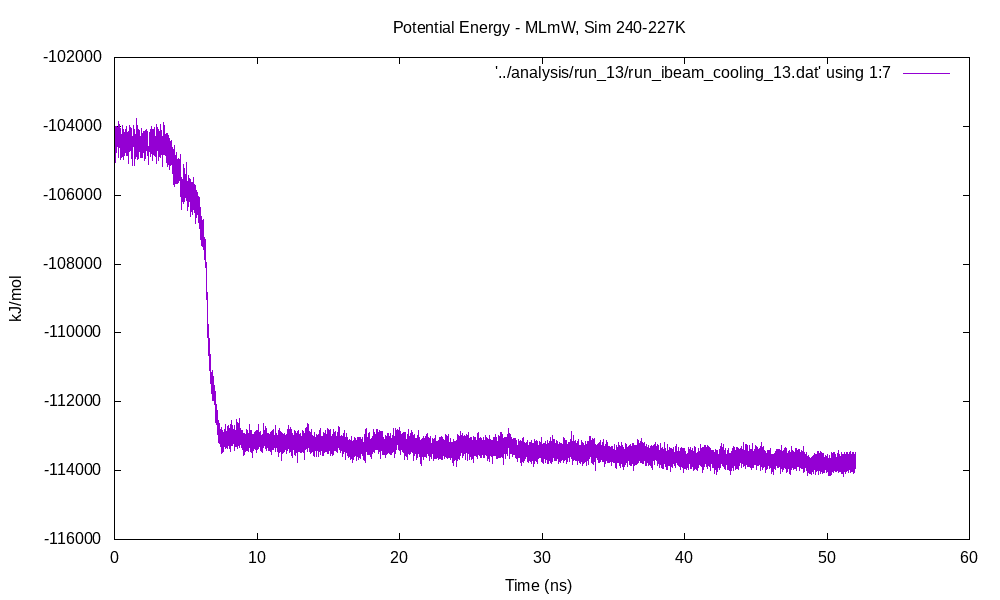 Potential Energy - MLmW, Sim 240-227K
'../analysis/run_13/run_ibeam_cooling_13.dat' using 1:7
-102000
-104000
-106000
-108000
-110000
-112000
-114000
-116000
kJ/mol
0 10 20 30 40 50 60
Time (ns)